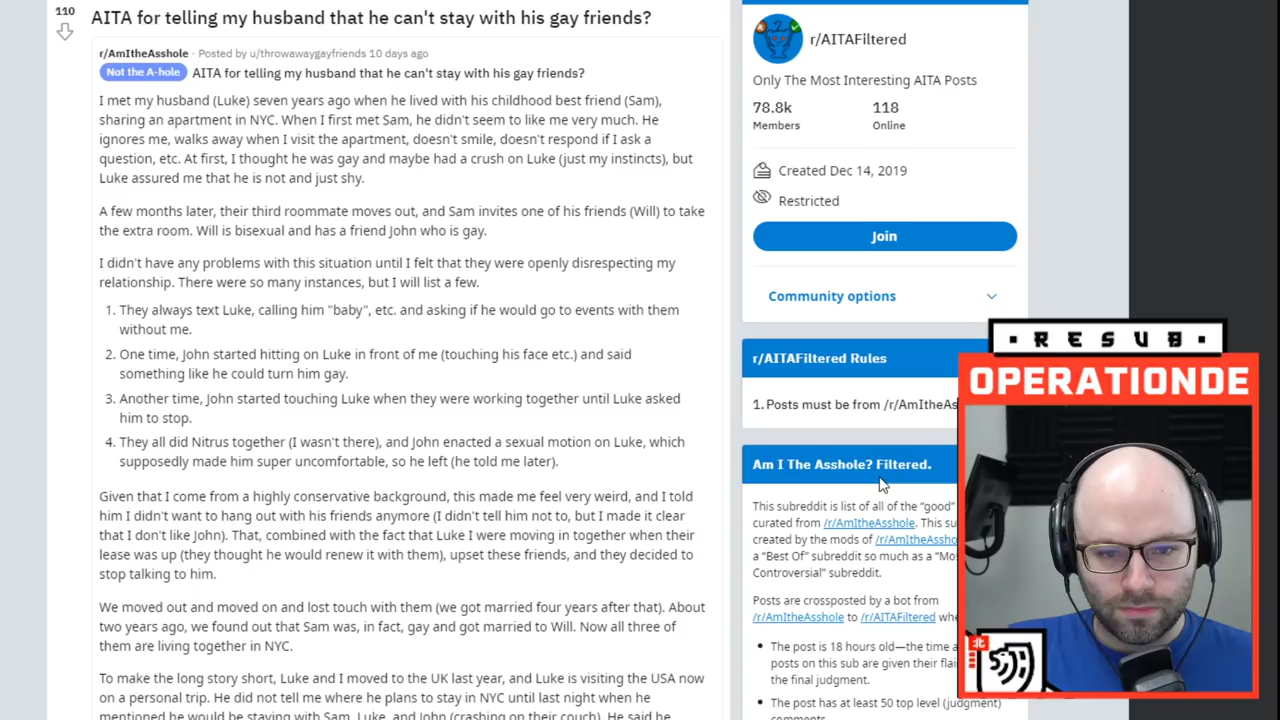 110
AITA for telling my husband that he can't stay with his gay friends?
r/AmItheAsshole · Posted by u/throwawaygayfriends 10 days ago
Not the A-hole AITA for telling my husband that he can't stay with his gay friends?
I met my husband (Luke) seven years ago when he lived with his childhood best friend (Sam),
sharing an apartment in NYC. When I first met Sam, he didn't seem to like me very much. He
ignores me, walks away when I visit the apartment, doesn't smile, doesn't respond if I ask a
question, etc. At first, I thought he was gay and maybe had a crush on Luke (just my instincts), but
Luke assured me that he is not and just shy.
A few months later, their third roommate moves out, and Sam invites one of his friends (Will) to take
the extra room. Will is bisexual and has a friend John who is gay.
I didn't have any problems with this situation until I felt that they were openly disrespecting my
relationship. There were so many instances, but I will list a few.
1. They always text Luke, calling him "baby", etc. and asking if he would go to events with them
without me.
2. One time, John started hitting on Luke in front of me (touching his face etc.) and said
something like he could turn him gay.
3. Another time, John started touching Luke when they were working together until Luke asked
him to stop.
4. They all did Nitrus together (I wasn't there), and John enacted a sexual motion on Luke, which
supposedly made him super uncomfortable, so he left (he told me later).
Given that I come from a highly conservative background, this made me feel very weird, and I told
him I didn't want to hang out with his friends anymore (I didn't tell him not to, but I made it clear
that I don't like John). That, combined with the fact that Luke I were moving in together when their
lease was up (they thought he would renew it with them), upset these friends, and they decided to
stop talking to him.
We moved out and moved on and lost touch with them (we got married four years after that). About
two years ago, we found out that Sam was, in fact, gay and got married to Will. Now all three of
them are living together in NYC.
To make the long story short, Luke and I moved to the UK last year, and Luke is visiting the USA now
on a personal trip. He did not tell me where he plans to stay in NYC until last night when he
mentioned he would be staying with Sam, Luke, and John (crashing on their couch). He said he
r/AITAFiltered
Only The Most Interesting AITA Posts
78.8k 118
Members Online
Created Dec 14, 2019
Restricted
Join
Community options
r/AITAFiltered Rules
1. Posts must be from /r/AmItheAs
Am I The Asshole? Filtered.
This subreddit is list of all of the "good"
curated from /r/AmItheAsshole. This su
created by the mods of /r/AmItheAssho
a "Best Of" subreddit so much as a "Mos
Controversial" subreddit.
Posts are crossposted by a bot from
/r/AmItheAsshole to /r/AITAFiltered whe
• The post is 18 hours old—the time a
posts on this sub are given their flai
the final judgment.
• The post has at least 50 top level (judgment)
comments
RESUB
OPERATIONDE